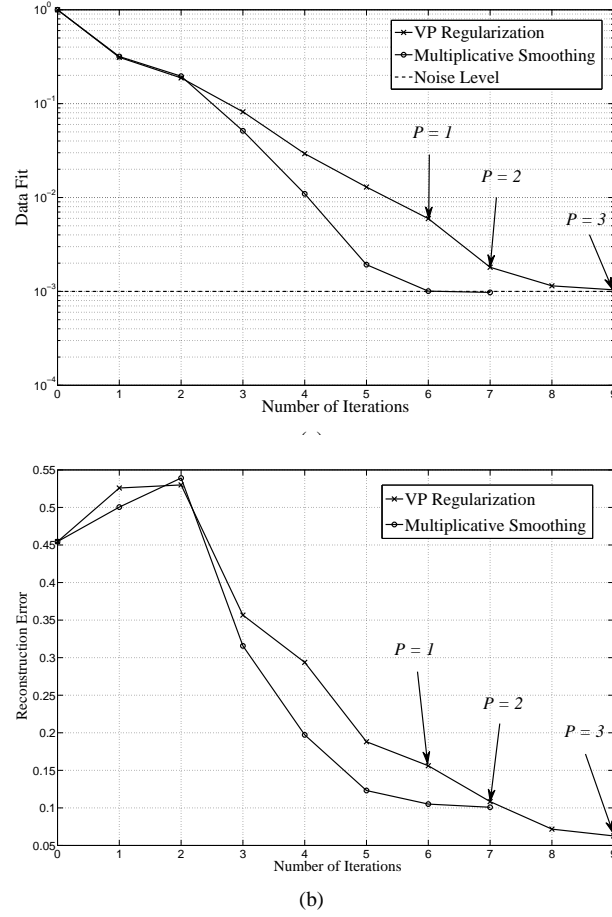 10^0
10^-1
10^-2
10^-3
10^-4
Data Fit
VP Regularization
Multiplicative Smoothing
Noise Level
P = 1
P = 2
P = 3
0 1 2 3 4 5 6 7 8 9
Number of Iterations
0.55
0.5
0.45
0.4
0.35
0.3
0.25
0.2
0.15
0.1
0.05
Reconstruction Error
VP Regularization
Multiplicative Smoothing
P = 1
P = 2
P = 3
0 1 2 3 4 5 6 7 8 9
Number of Iterations
(b)